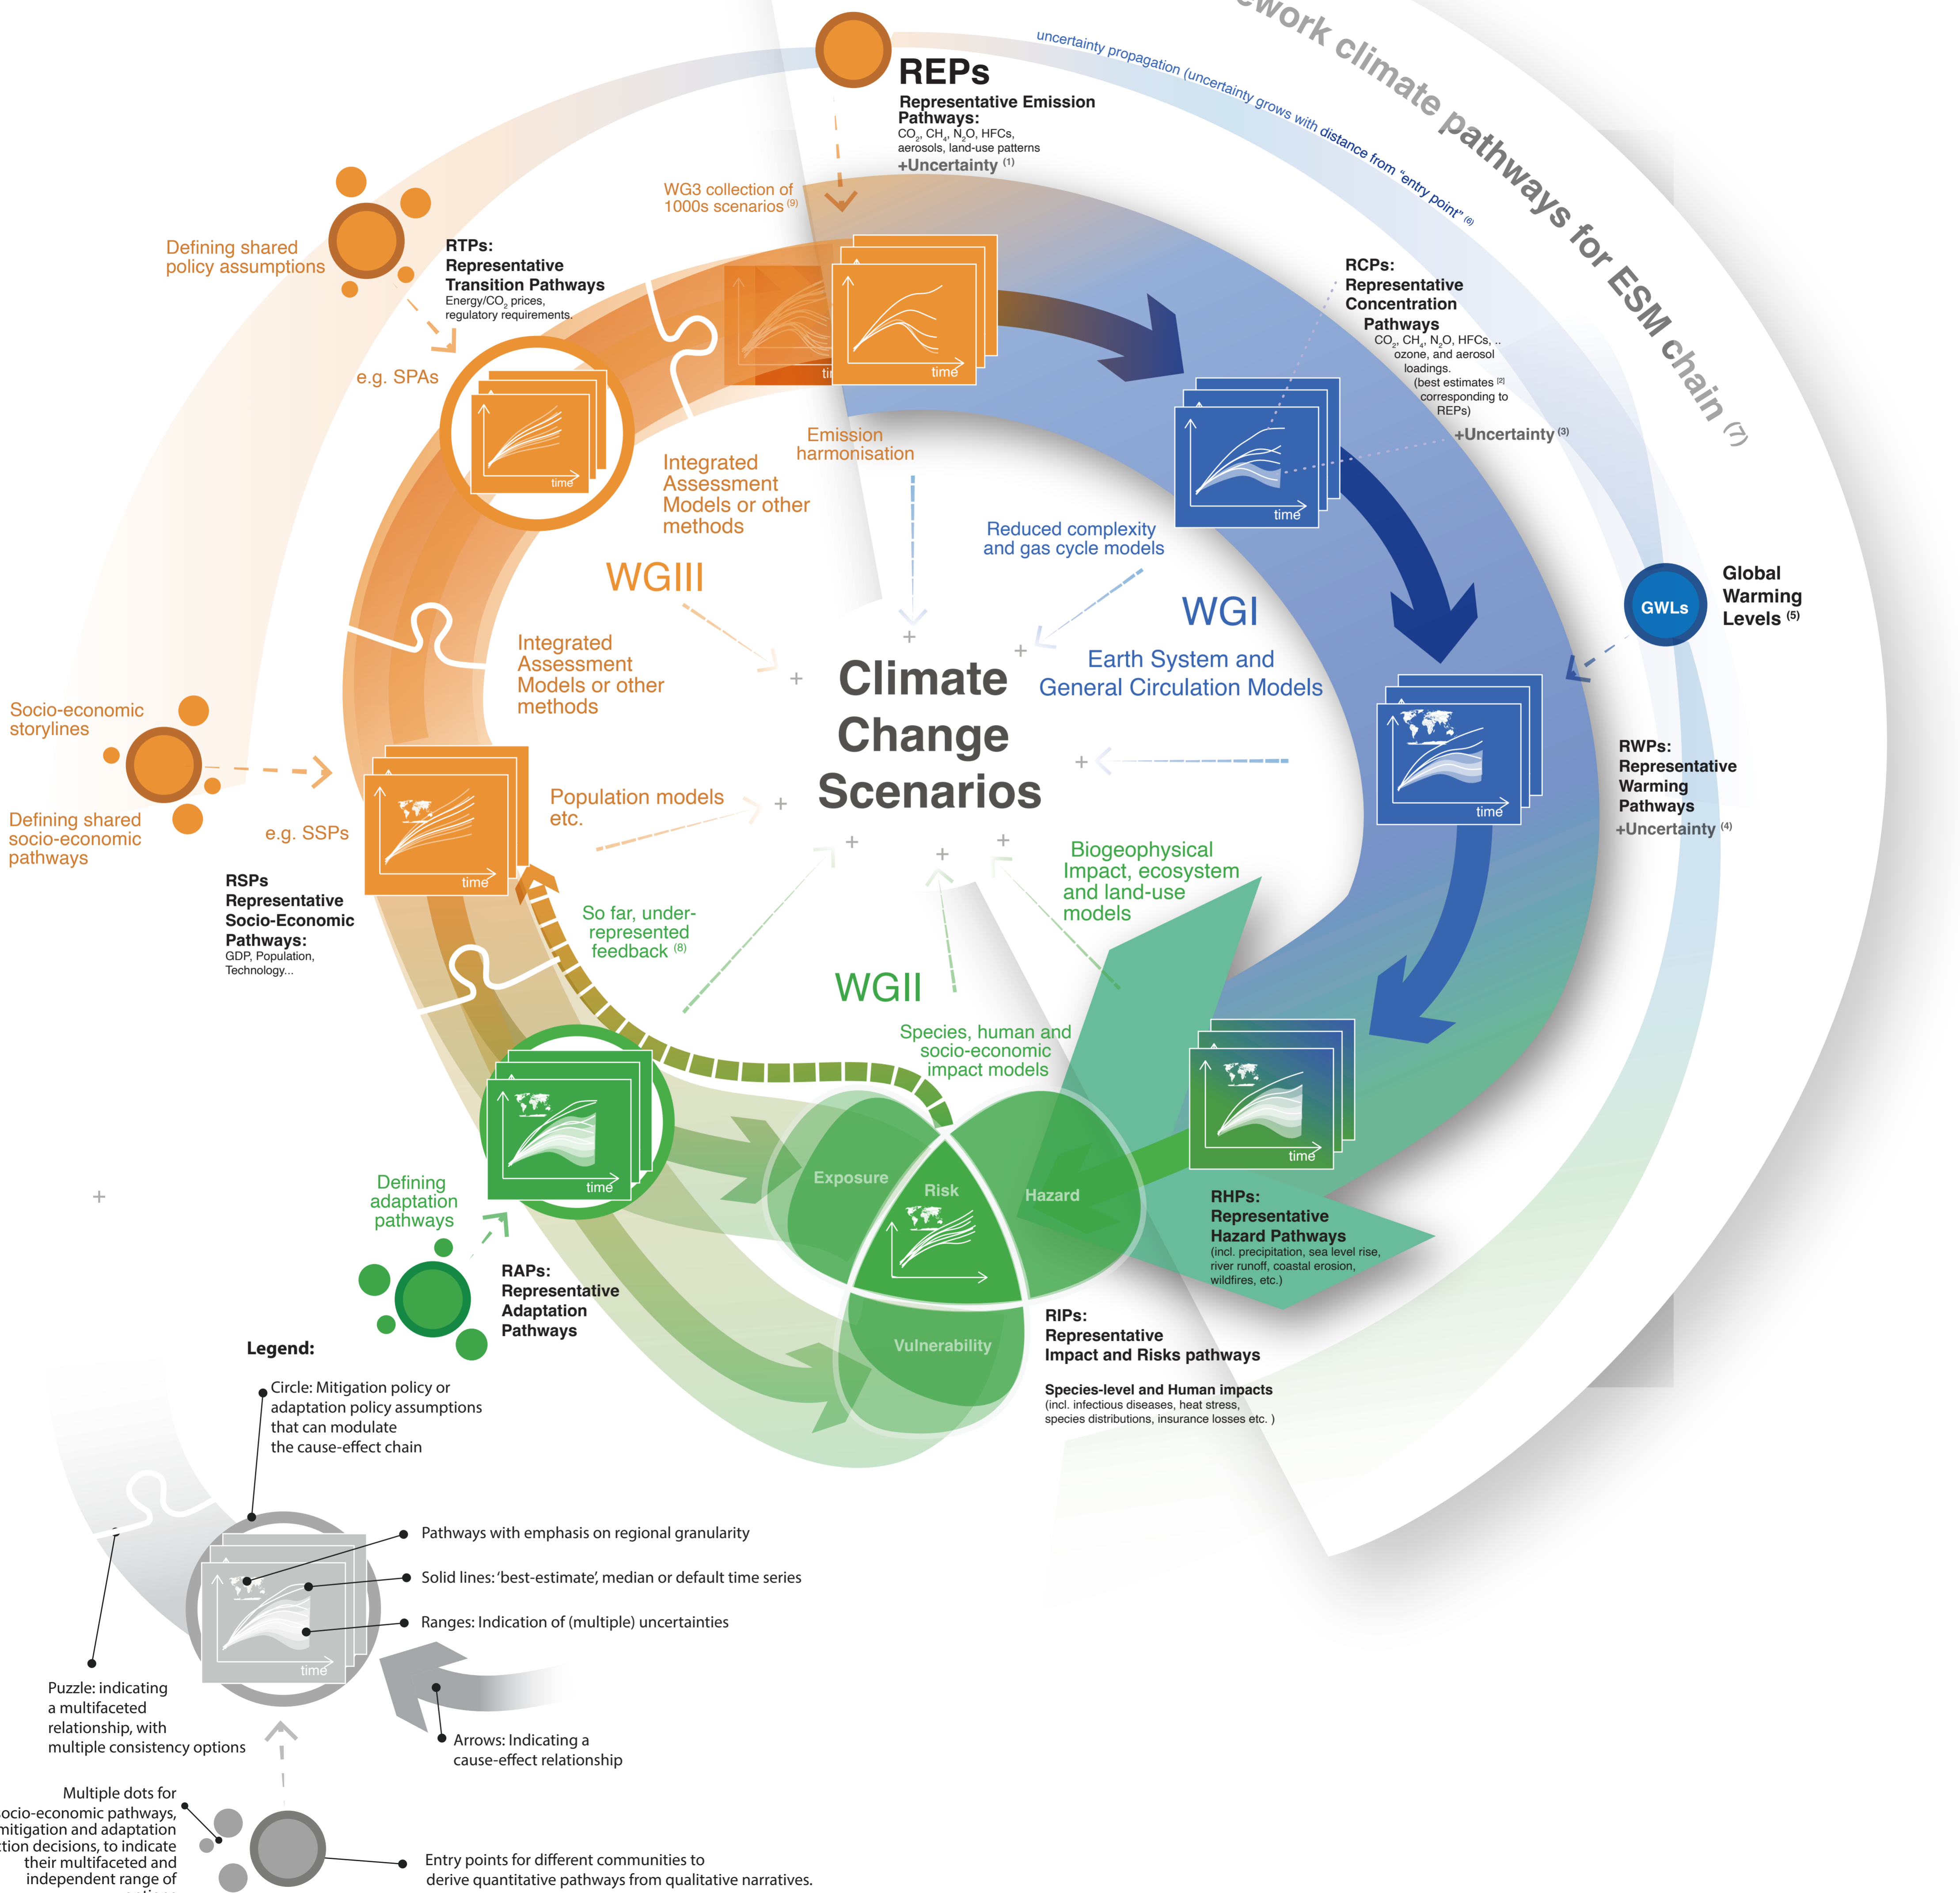 work climate pathways for ESM chain (7)
uncertainty propagation (uncertainty grows with distance from "entry point" (6)
REPs
Representative Emission
Pathways:
CO2, CH4, N2O, HFCs,
aerosols, land-use patterns
+Uncertainty (1)
WG3 collection of
1000s scenarios (9)
Defining shared
policy assumptions
RTPs:
Representative
Transition Pathways
Energy/CO2 prices,
regulatory requirements.
e.g. SPAs
time
time
RCPs:
Representative
Concentration
Pathways
CO2, CH4, N2O, HFCs, ..
ozone, and aerosol
loadings.
(best estimates [2]
corresponding to
REPs)
+Uncertainty (3)
time
Emission
harmonisation
Integrated
Assessment
Models or other
methods
Reduced complexity
and gas cycle models
WGIII
WGI
GWLs
Global
Warming
Levels (5)
Integrated
Assessment
Models or other
methods
Earth System and
General Circulation Models
Climate
Change
Scenarios
Socio-economic
storylines
Defining shared
socio-economic
pathways
e.g. SSPs
time
RSPs
Representative
Socio-Economic
Pathways:
GDP, Population,
Technology...
Population models
etc.
time
RWPs:
Representative
Warming
Pathways
+Uncertainty (4)
So far, under-
represented
feedback (8)
Biogeophysical
Impact, ecosystem
and land-use
models
WGII
Species, human and
socio-economic
impact models
time
Exposure
Risk
Hazard
Vulnerability
time
RHPs:
Representative
Hazard Pathways
(incl. precipitation, sea level rise,
river runoff, coastal erosion,
wildfires, etc.)
Defining
adaptation
pathways
RAPs:
Representative
Adaptation
Pathways
RIPs:
Representative
Impact and Risks pathways
Species-level and Human impacts
(incl. infectious diseases, heat stress,
species distributions, insurance losses etc. )
Legend:
Circle: Mitigation policy or
adaptation policy assumptions
that can modulate
the cause-effect chain
Pathways with emphasis on regional granularity
Solid lines: ‘best-estimate’, median or default time series
Ranges: Indication of (multiple) uncertainties
time
Puzzle: indicating
a multifaceted
relationship, with
multiple consistency options
Arrows: Indicating a
cause-effect relationship
Multiple dots for
ocio-economic pathways,
mitigation and adaptation
tion decisions, to indicate
their multifaceted and
independent range of
Entry points for different communities to
derive quantitative pathways from qualitative narratives.